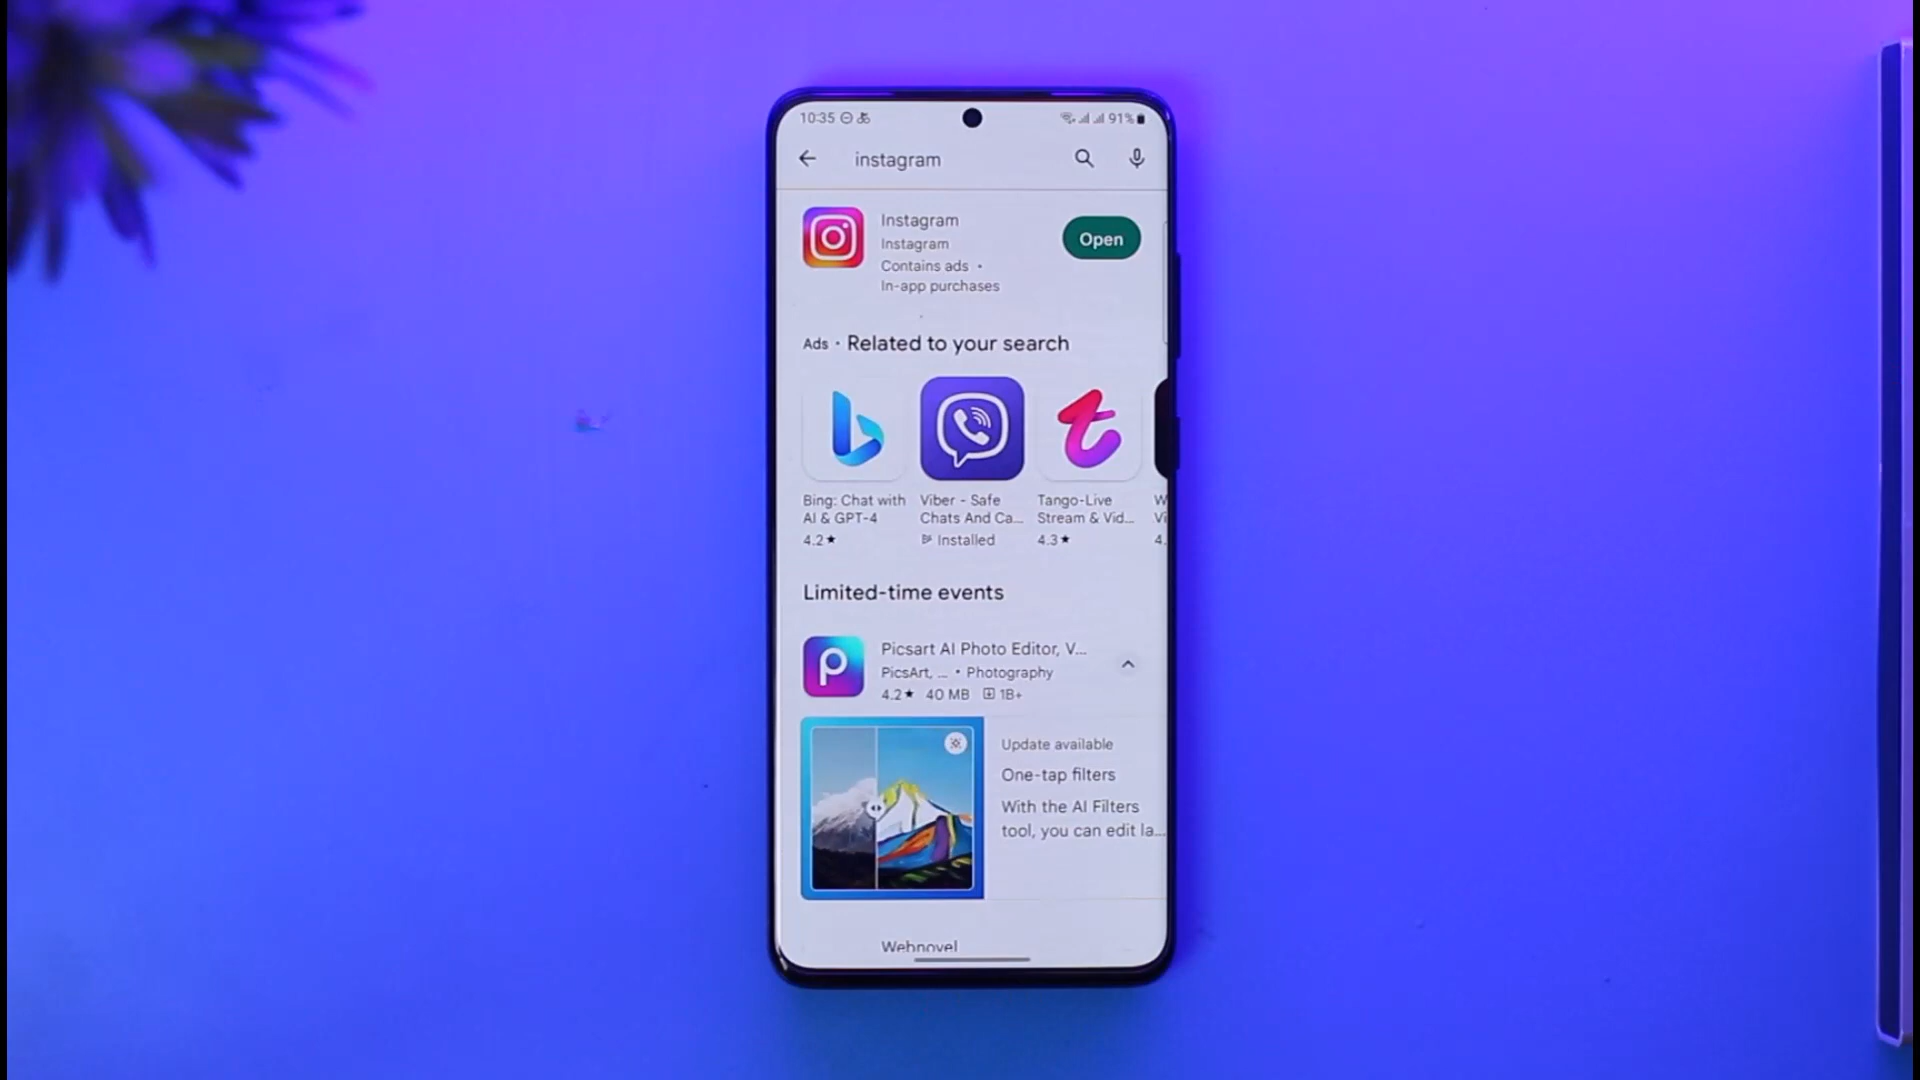 10:35 91%
instagram
Instagram
Instagram
Contains ads •
In-app purchases
Open
Ads • Related to your search
Bing: Chat with
AI & GPT-4
4.2★
Viber - Safe
Chats And Ca...
Installed
Tango-Live
Stream & Vid...
4.3★
W
Vi
4.
Limited-time events
Picsart AI Photo Editor, V...
PicsArt, ... • Photography
4.2★ 40 MB 1B+
Update available
One-tap filters
With the AI Filters
tool, you can edit la...
Webnovel